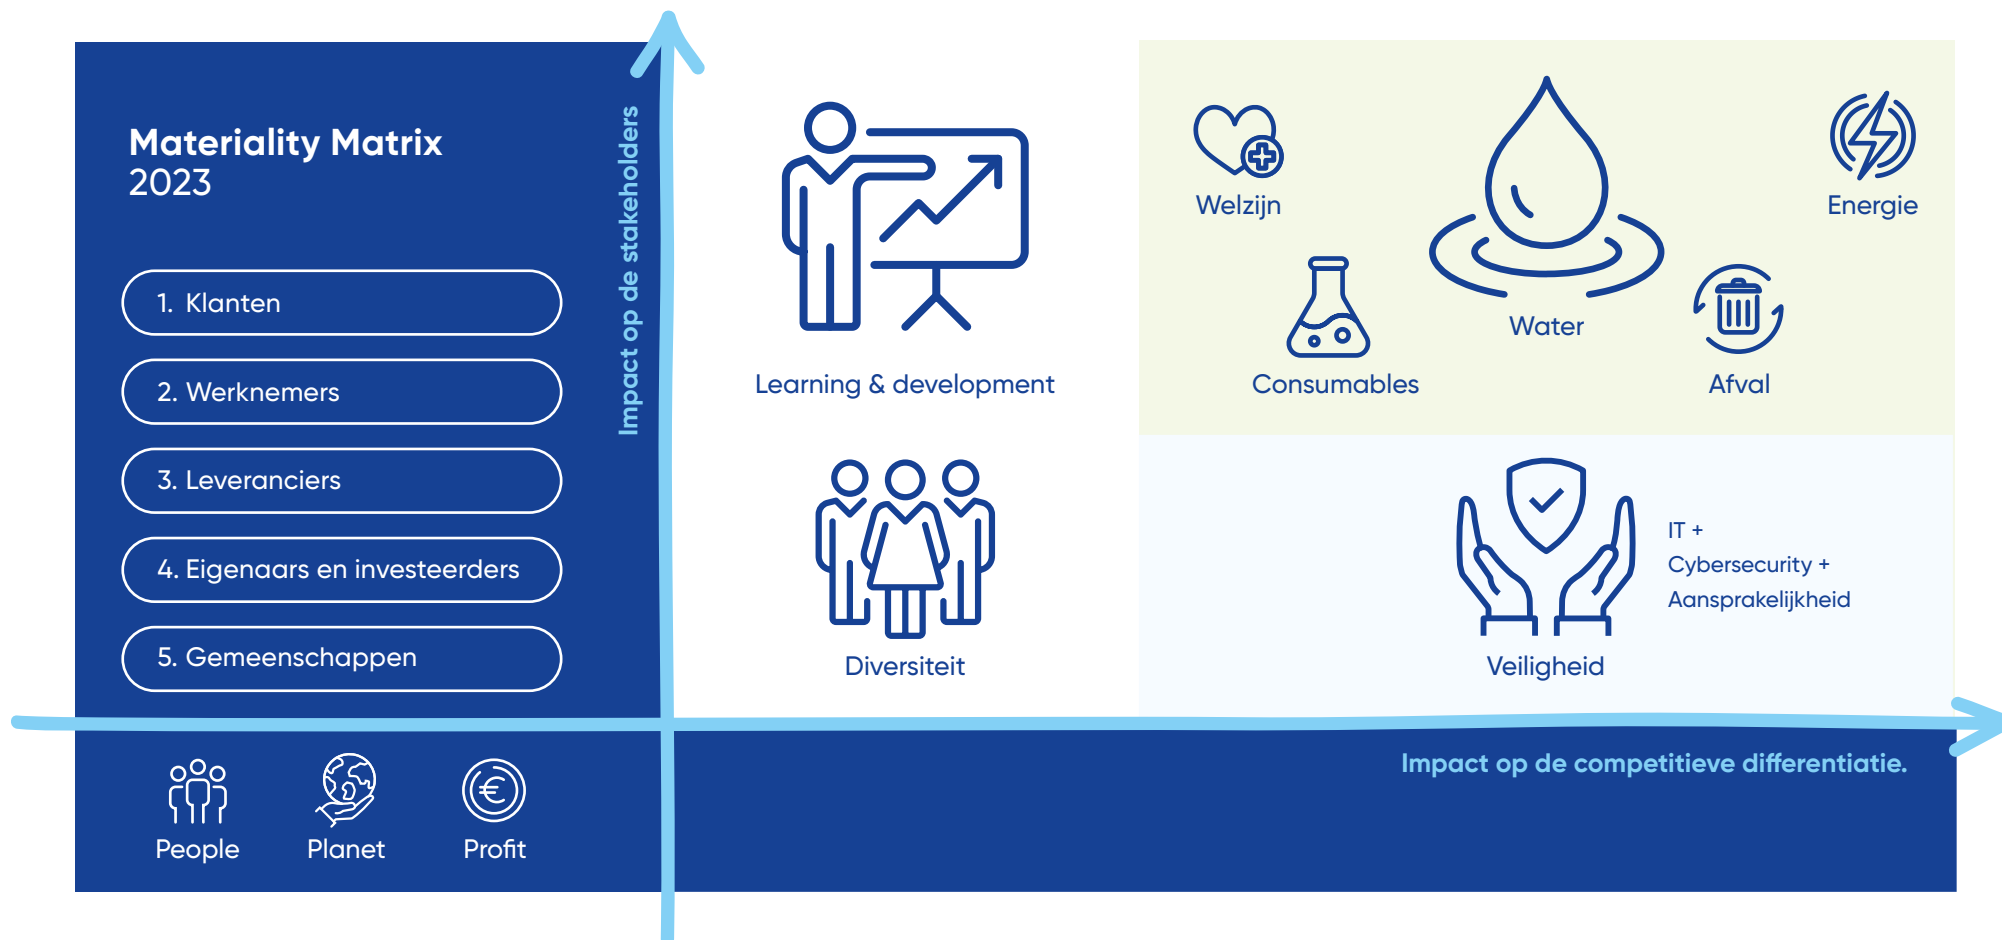 Materiality Matrix
2023
1. Klanten
2. Werknemers
3. Leveranciers
4. Eigenaars en investeerders
5. Gemeenschappen
Impact op de stakeholders
Learning & development
Diversiteit
Welzijn
Water
Energie
Consumables
Afval
IT +
Cybersecurity +
Aansprakelijkheid
Veiligheid
Impact op de competitieve differentiatie.
People
Planet
Profit